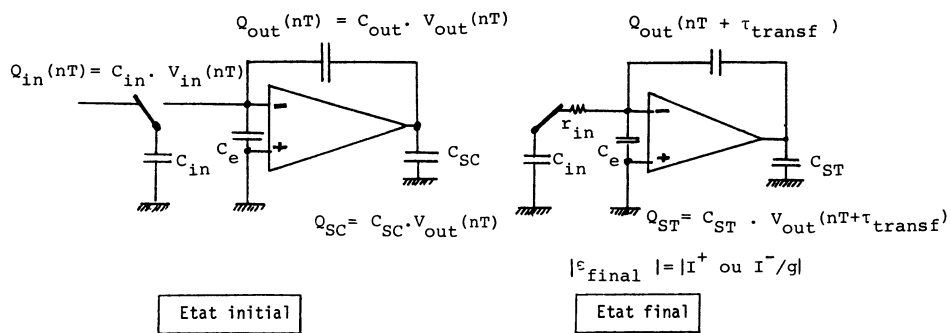 Q_out(nT) = C_out. V_out(nT)
Q_in(nT)= C_in. V_in(nT)
-
+
C_in
C_e
C_SC
Q_SC= C_SC.V_out(nT)
Etat initial
Q_out(nT + τ_transf )
-
+
r_in
C_in
C_e
C_ST
Q_ST= C_ST . V_out(nT+τ_transf)
|ε_final |=|I^+ ou I^-/g|
Etat final